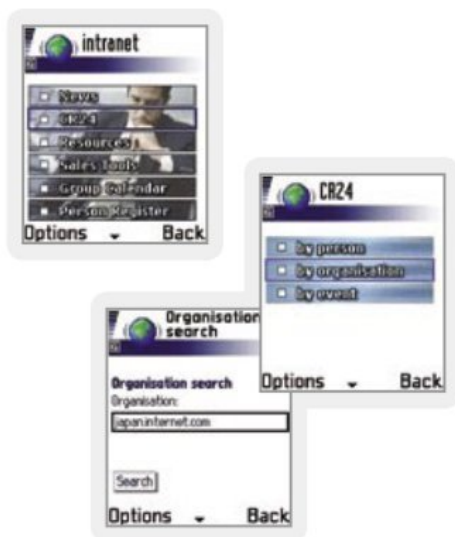 intranet
News
CR24
Resources
Sales Tools
Group Calendar
Person Register
Options Back
CR24
by person
by organisation
by event
Options Back
Organisation
search
Organisation search
Organisation:
japan.internet.com
Search
Options Back